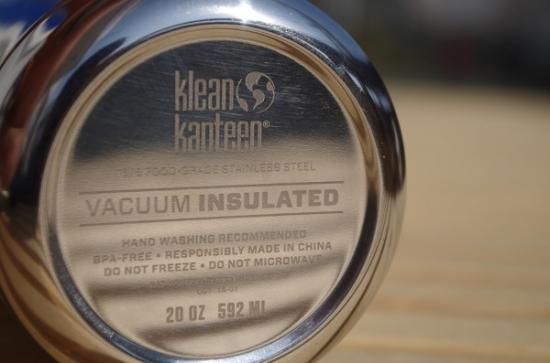 klean
kanteen®
18/8 FOOD-GRADE STAINLESS STEEL
VACUUM INSULATED
HAND WASHING RECOMMENDED
BPA-FREE • RESPONSIBLY MADE IN CHINA
DO NOT FREEZE • DO NOT MICROWAVE
20 OZ 592 ML